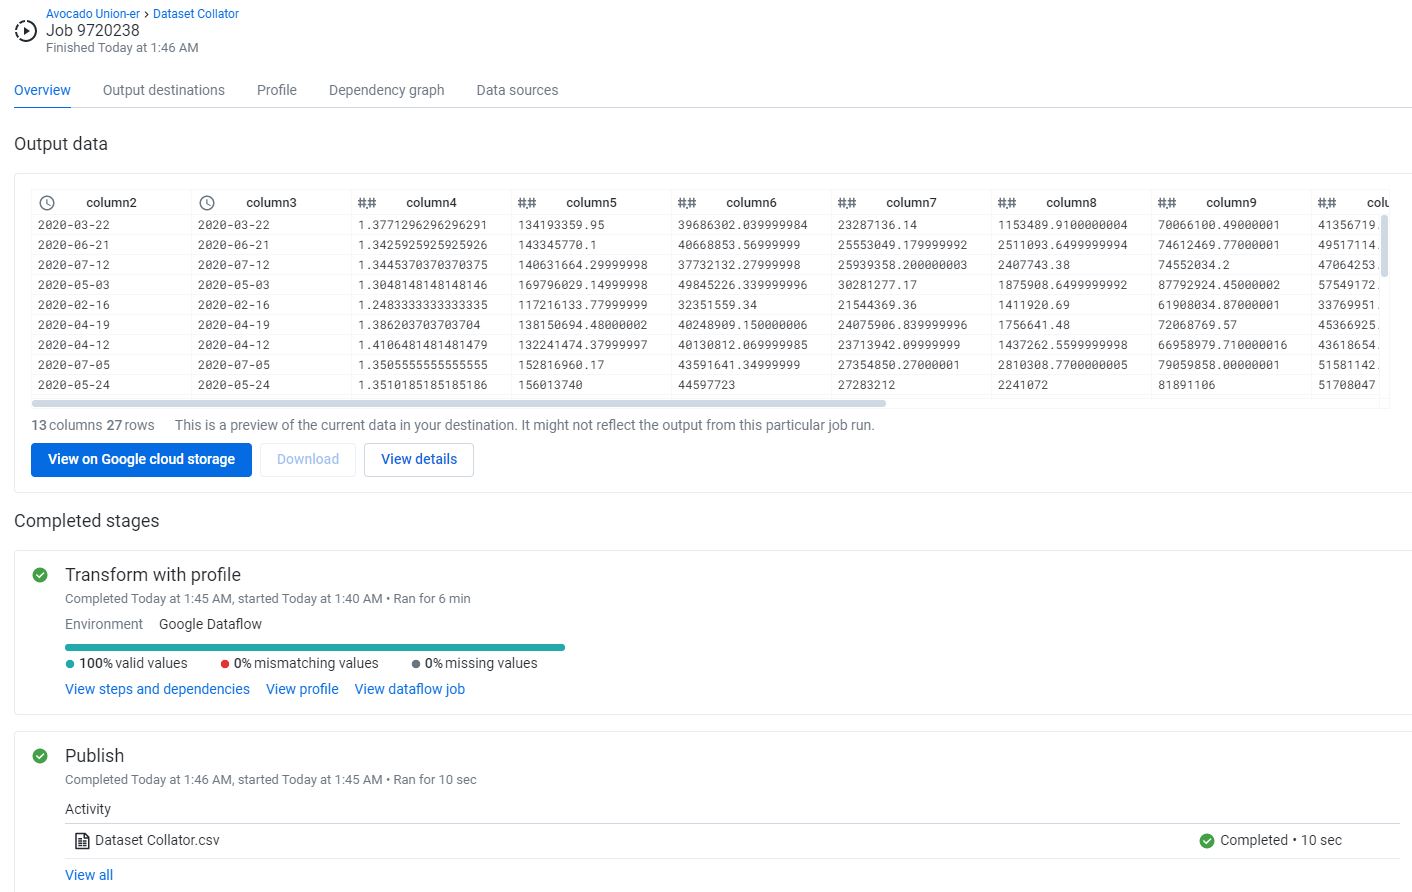 Avocado Union-er > Dataset Collator
Job 9720238
Finished Today at 1:46 AM
Overview Output destinations Profile Dependency graph Data sources
Output data
column2 column3 #.# column4 #.# column5 #.# column6 #.# column7 #.# column8 #.# column9 #.# colu
2020-03-22 2020-03-22 1.3771296296296291 134193359.95 39686302.039999984 23287136.14 1153489.9100000004 70066100.49000001 41356719.
2020-06-21 2020-06-21 1.3425925925925926 143345770.1 40668853.56999999 25553049.179999992 2511093.6499999994 74612469.77000001 49517114.
2020-07-12 2020-07-12 1.3445370370370375 140631664.29999998 37732132.27999998 25939358.200000003 2407743.38 74552034.2 47064253.
2020-05-03 2020-05-03 1.3048148148148146 169796029.14999998 49845226.339999996 30281277.17 1875908.6499999992 87792924.45000002 57549172.
2020-02-16 2020-02-16 1.2483333333333335 117216133.77999999 32351559.34 21544369.36 1411920.69 61908034.87000001 33769951.
2020-04-19 2020-04-19 1.386203703703704 138150694.48000002 40248909.150000006 24075906.839999996 1756641.48 72068769.57 45366925.
2020-04-12 2020-04-12 1.4106481481481479 132241474.37999997 40130812.069999985 23713942.09999999 1437262.5599999998 66958979.710000016 43618654.
2020-07-05 2020-07-05 1.3505555555555555 152816960.17 43591641.34999999 27354850.27000001 2810308.7700000005 79059858.00000001 51581142.
2020-05-24 2020-05-24 1.3510185185185186 156013740 44597723 27283212 2241072 81891106 51708047
13 columns 27 rows This is a preview of the current data in your destination. It might not reflect the output from this particular job run.
View on Google cloud storage Download View details
Completed stages
Transform with profile
Completed Today at 1:45 AM, started Today at 1:40 AM • Ran for 6 min
Environment Google Dataflow
100% valid values 0% mismatching values 0% missing values
View steps and dependencies View profile View dataflow job
Publish
Completed Today at 1:46 AM, started Today at 1:45 AM • Ran for 10 sec
Activity
Dataset Collator.csv Completed • 10 sec
View all